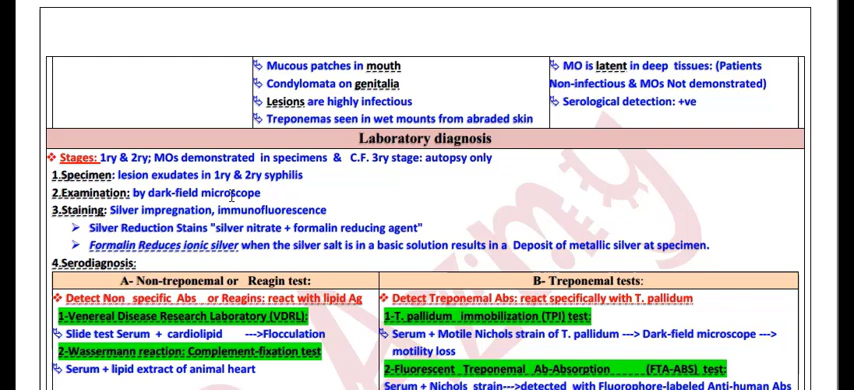 Mucous patches in mouth
Condylomata on genitalia
Lesions are highly infectious
Treponemas seen in wet mounts from abraded skin
MO is latent in deep tissues: (Patients
Non-infectious & MOs Not demonstrated)
Serological detection: +ve
Laboratory diagnosis
Stages: 1ry & 2ry; MOs demonstrated in specimens & C.F. 3ry stage: autopsy only
1.Specimen: lesion exudates in 1ry & 2ry syphilis
2.Examination: by dark-field microscope
3.Staining: Silver impregnation, immunofluorescence
Silver Reduction Stains "silver nitrate + formalin reducing agent"
Formalin Reduces ionic silver when the silver salt is in a basic solution results in a Deposit of metallic silver at specimen.
4.Serodiagnosis:
A- Non-treponemal or Reagin test:
Detect Non specific Abs or Reagins: react with lipid Ag
1-Venereal Disease Research Laboratory (VDRL):
Slide test Serum + cardiolipid --->Flocculation
2-Wassermann reaction: Complement-fixation test
Serum + lipid extract of animal heart
B- Treponemal tests:
Detect Treponemal Abs: react specifically with T. pallidum
1-T. pallidum immobilization (TPI) test:
Serum + Motile Nichols strain of T. pallidum ---> Dark-field microscope --->
motility loss
2-Fluorescent Treponemal Ab-Absorption (FTA-ABS) test:
Serum + Nichols strain--->detected with Fluorophore-labeled Anti-human Abs